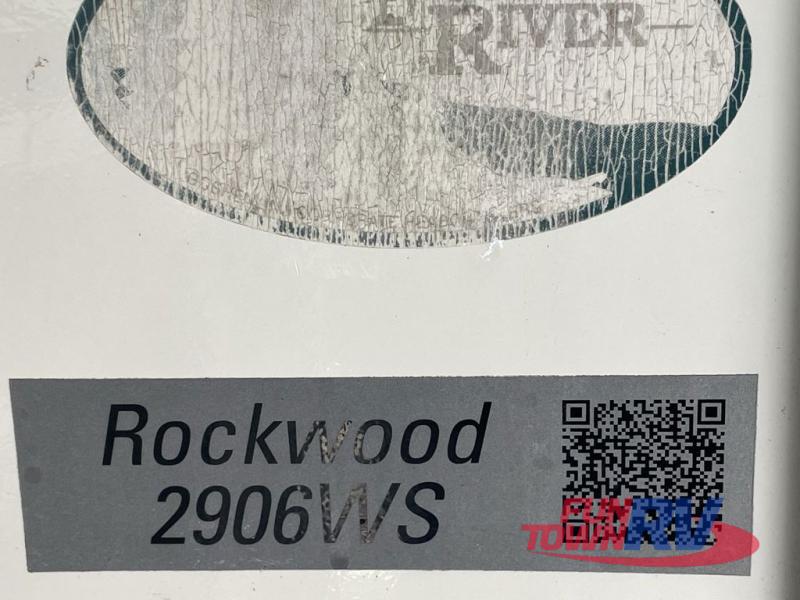 RIVER
Rockwood
2906WS
FUN
TOWN RV